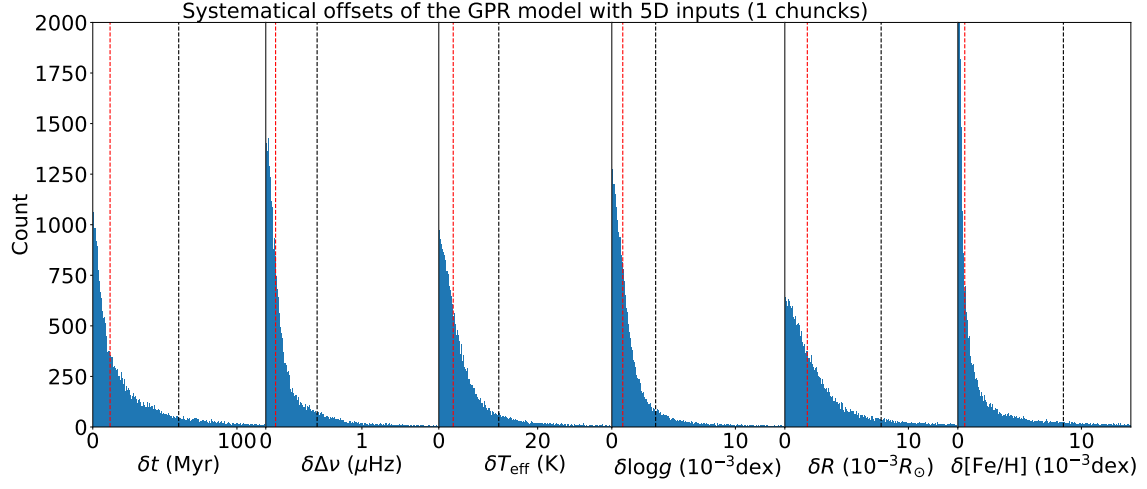 Systematical offsets of the GPR model with 5D inputs (1 chuncks)
Count
2000
1750
1500
1250
1000
750
500
250
0
0 1000
0 1
0 20
0 10
0 10
0 10
δt (Myr)
δΔν (μHz)
δT_eff (K)
δlogg (10⁻³dex)
δR (10⁻³R_⊙)
δ[Fe/H] (10⁻³dex)